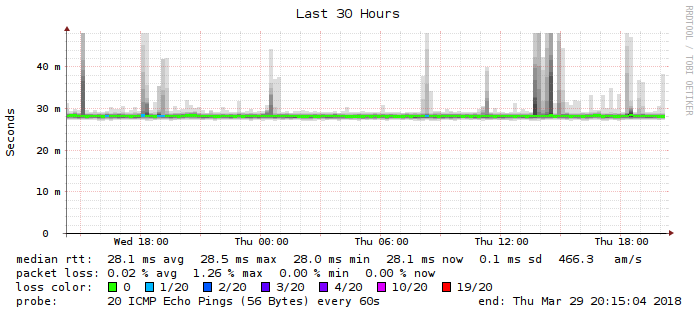 Last 30 Hours
RRDTOOL / TOBI OETIKER
Seconds
40 m
30 m
20 m
10 m
0
Wed 18:00 Thu 00:00 Thu 06:00 Thu 12:00 Thu 18:00
median rtt: 28.1 ms avg 28.5 ms max 28.0 ms min 28.1 ms now 0.1 ms sd 466.3 am/s
packet loss: 0.02 % avg 1.26 % max 0.00 % min 0.00 % now
loss color: 0 1/20 2/20 3/20 4/20 10/20 19/20
probe: 20 ICMP Echo Pings (56 Bytes) every 60s end: Thu Mar 29 20:15:04 2018